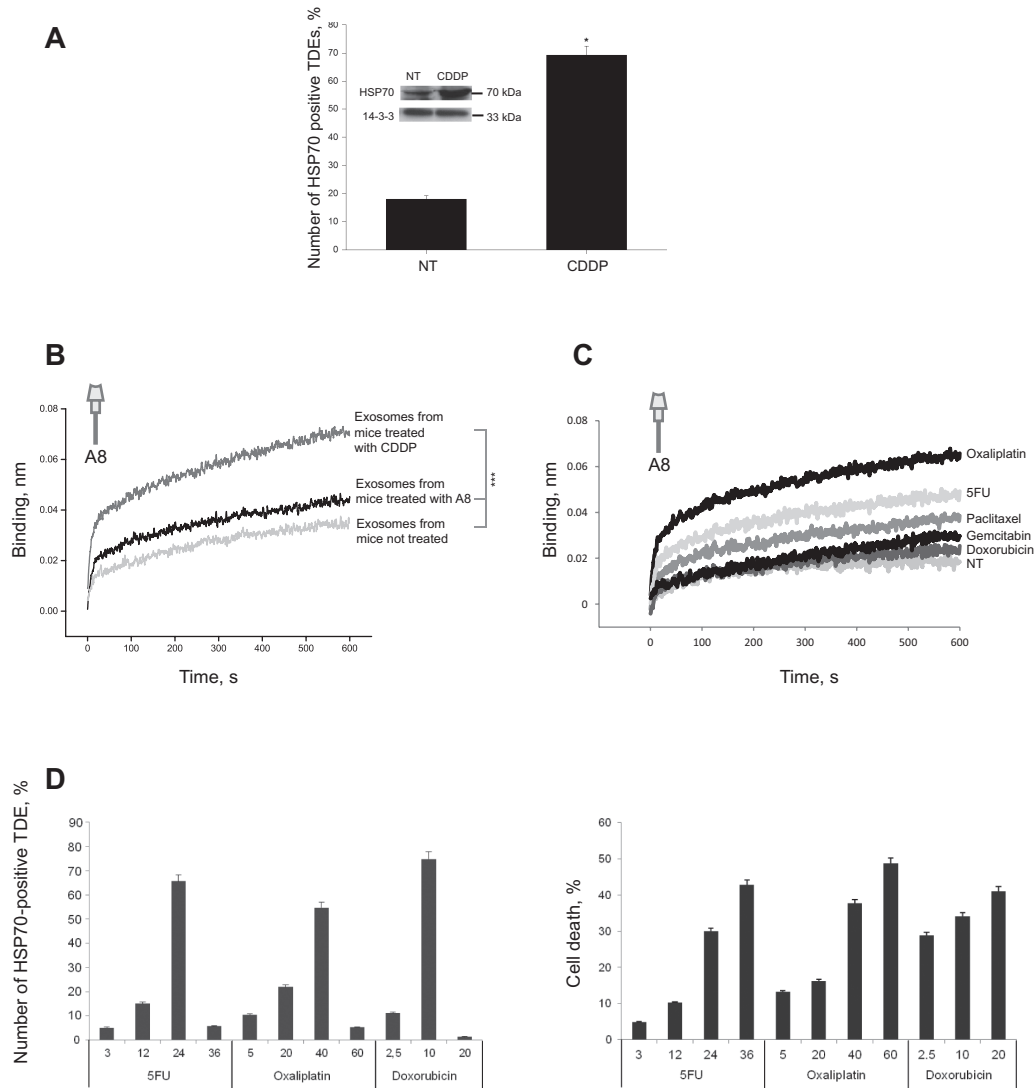 A
Number of HSP70 positive TDEs, %
80
70
60
50
40
30
20
10
0
*
NT CDDP
HSP70 70 kDa
14-3-3 33 kDa
NT CDDP
B
A8
Binding, nm
0.08
0.06
0.04
0.02
0.00
0 100 200 300 400 500 600
Time, s
Exosomes from
mice treated
with CDDP
Exosomes from
mice treated with A8
Exosomes from
mice not treated
***
C
A8
Binding, nm
0.08
0.06
0.04
0.02
0
0 100 200 300 400 500 600
Time, s
Oxaliplatin
5FU
Paclitaxel
Gemcitabin
Doxorubicin
NT
D
Number of HSP70-positive TDE, %
90
80
70
60
50
40
30
20
10
0
3 12 24 36 5 20 40 60 2.5 10 20
5FU Oxaliplatin Doxorubicin
Cell death, %
60
50
40
30
20
10
0
3 12 24 36 5 20 40 60 2.5 10 20
5FU Oxaliplatin Doxorubicin